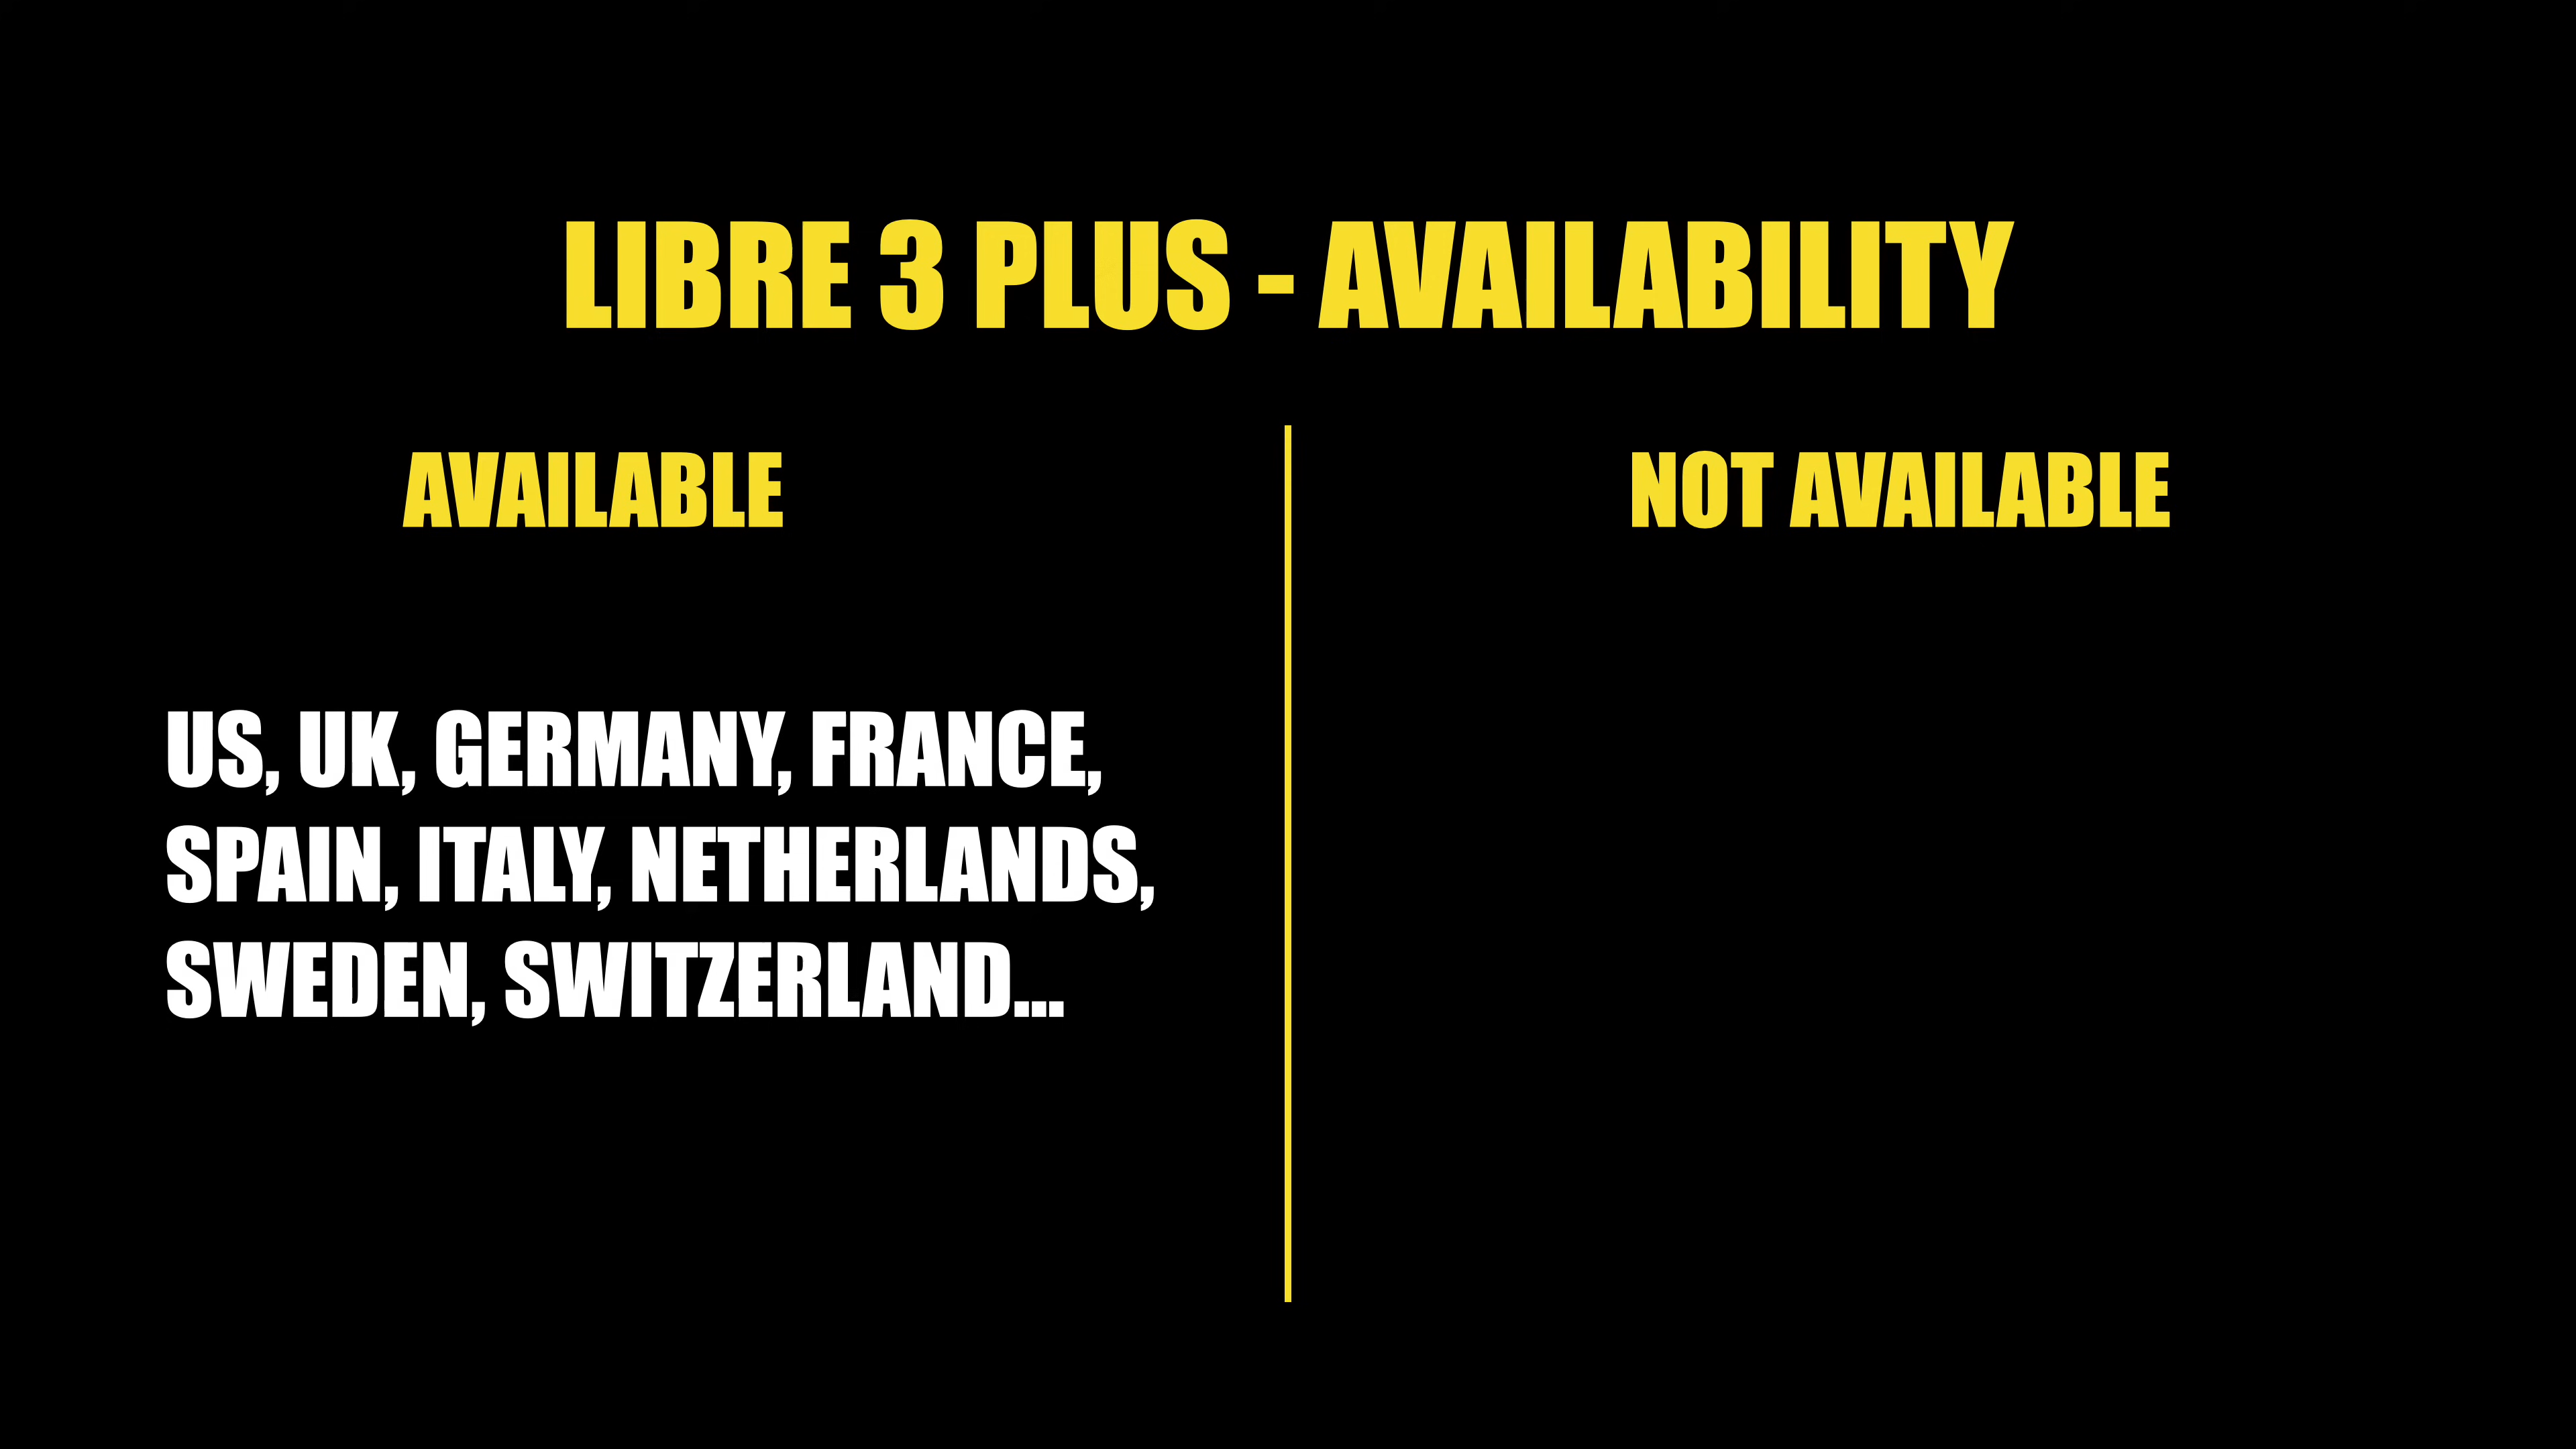 LIBRE 3 PLUS - AVAILABILITY
AVAILABLE
NOT AVAILABLE
US, UK, GERMANY, FRANCE,
SPAIN, ITALY, NETHERLANDS,
SWEDEN, SWITZERLAND...